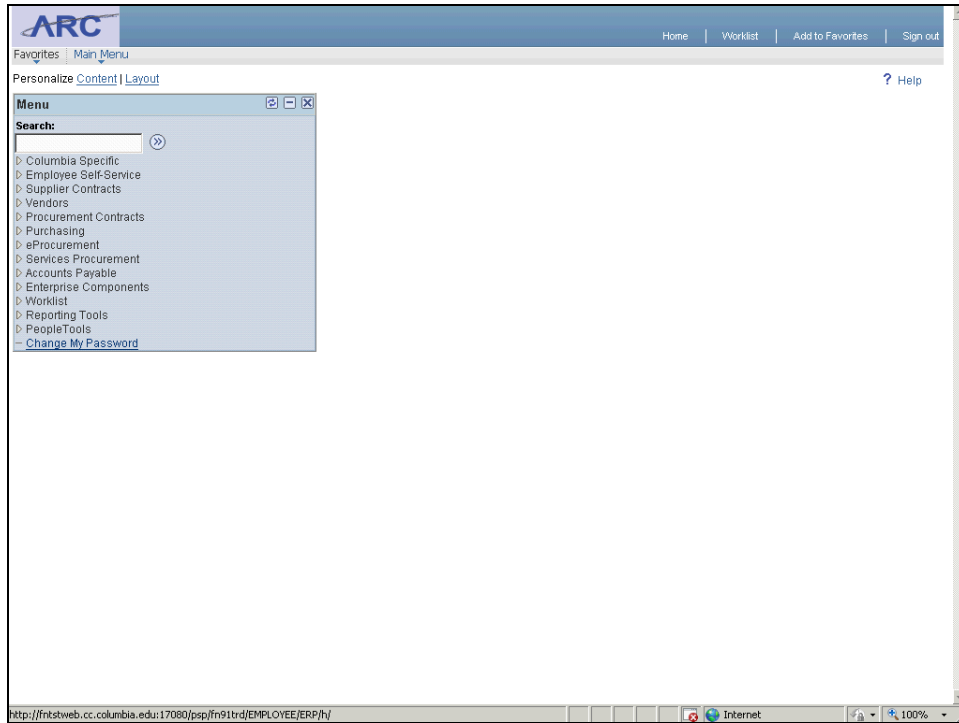 ARC
Home | Worklist | Add to Favorites | Sign out
Favorites Main Menu
Personalize Content | Layout
? Help
Menu
Search:
Columbia Specific
Employee Self-Service
Supplier Contracts
Vendors
Procurement Contracts
Purchasing
eProcurement
Services Procurement
Accounts Payable
Enterprise Components
Worklist
Reporting Tools
PeopleTools
Change My Password
http://fntstweb.cc.columbia.edu:17080/psp/fn91trd/EMPLOYEE/ERP/h/ Internet 100%